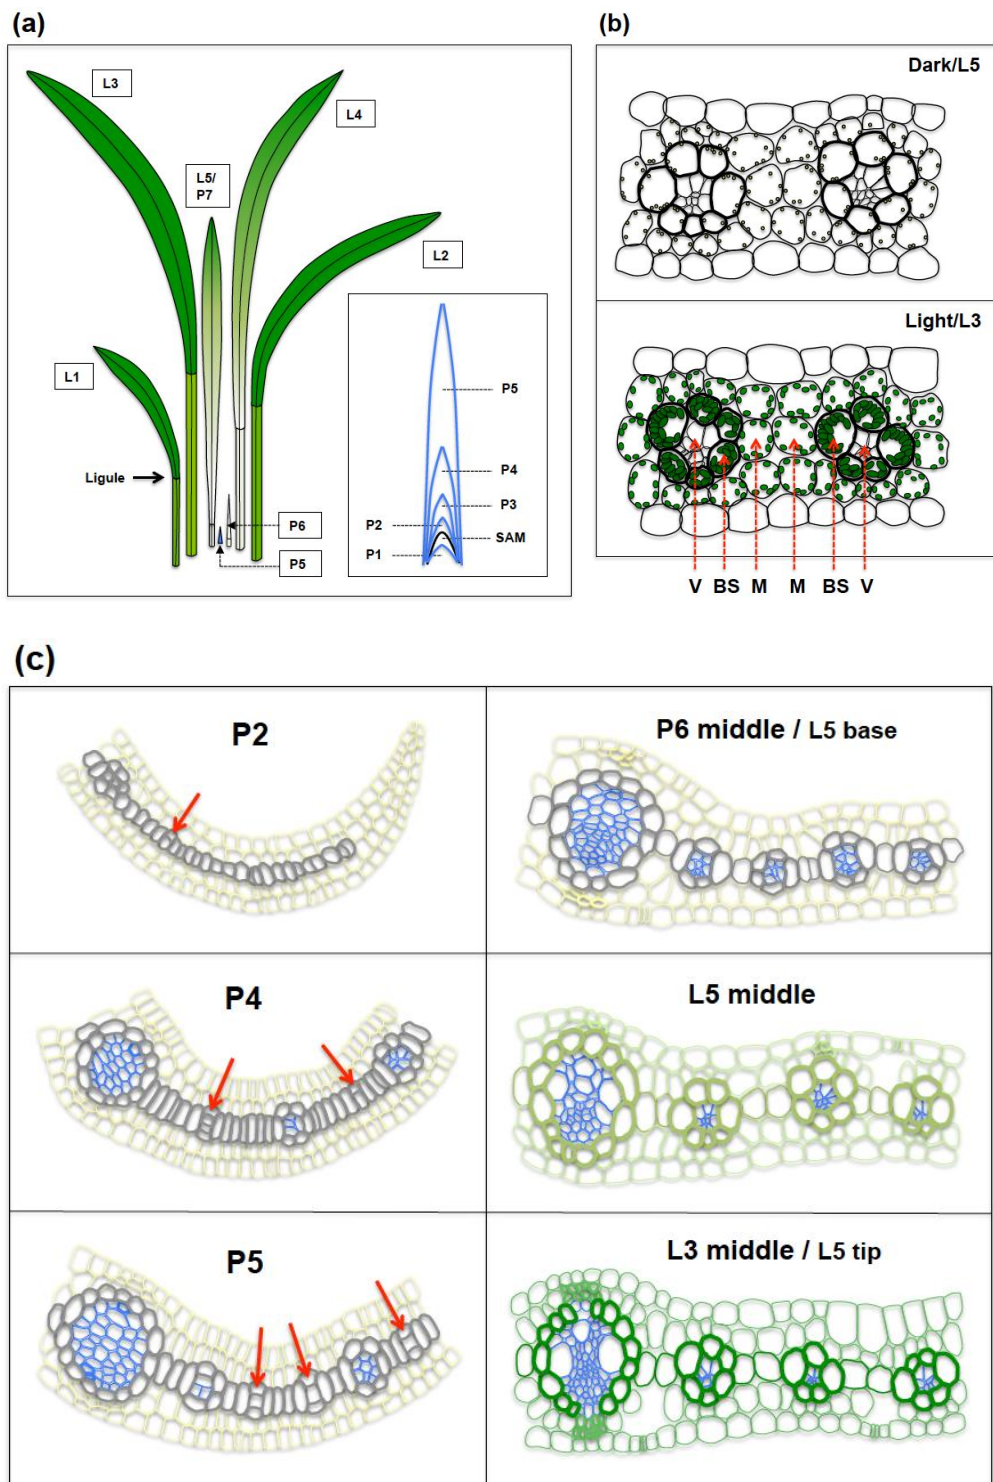 (a)
L3
L4
L5/
P7
L2
L1
Ligule
P6
P5
P5
P4
P3
P2
SAM
P1
(b)
Dark/L5
Light/L3
V BS M M BS V
(c)
P2
P6 middle / L5 base
P4
L5 middle
P5
L3 middle / L5 tip